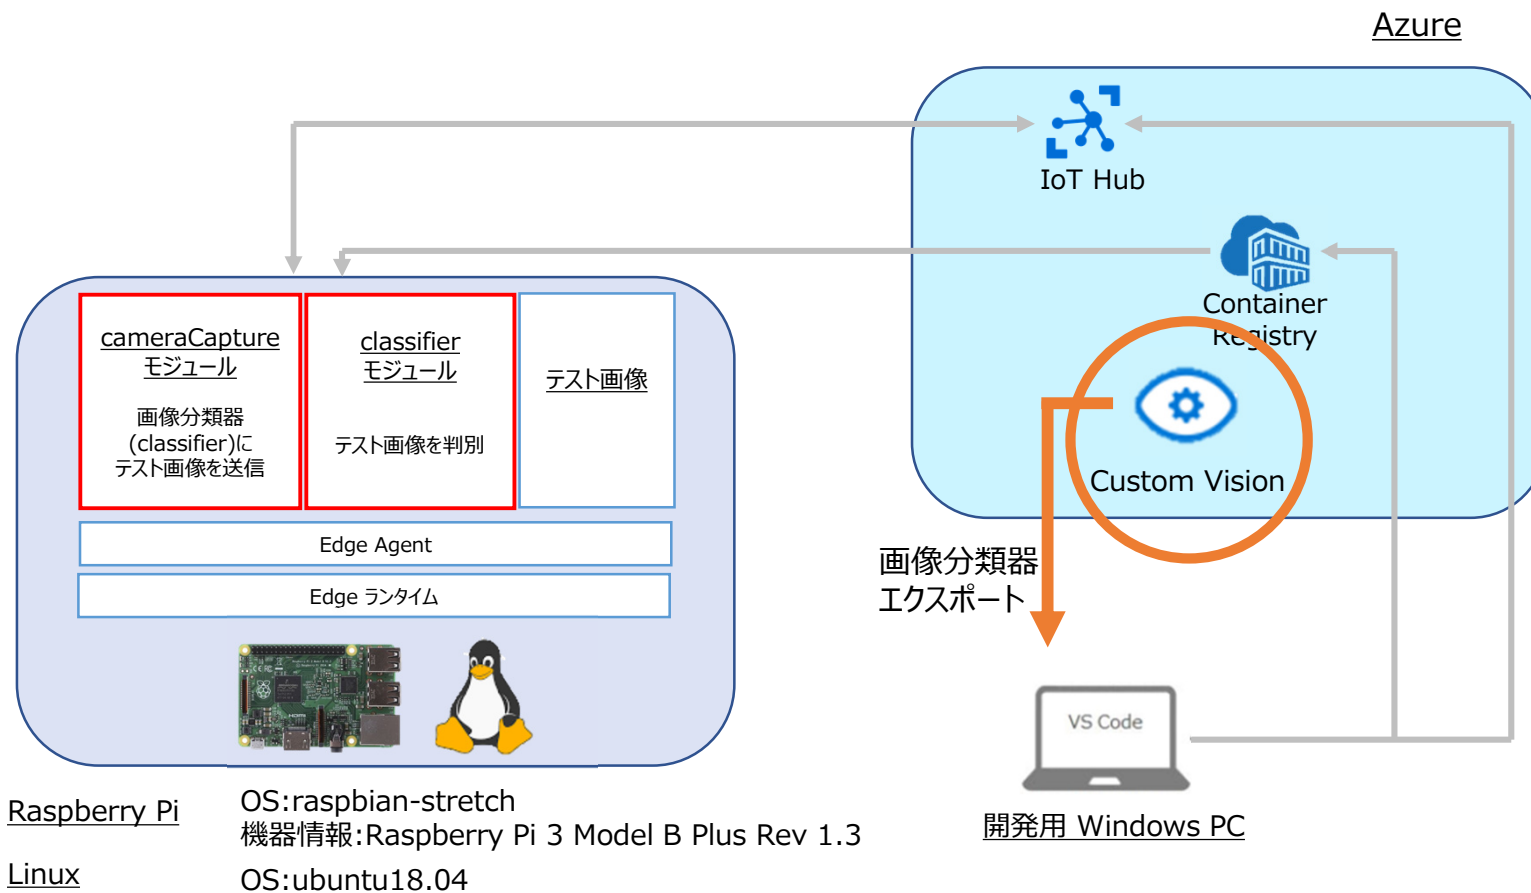 Azure
IoT Hub
Container
Registry
Custom Vision
cameraCapture
モジュール
画像分類器
(classifier)に
テスト画像を送信
classifier
モジュール
テスト画像を判別
テスト画像
Edge Agent
Edge ランタイム
画像分類器
エクスポート
VS Code
開発用 Windows PC
Raspberry Pi
OS:raspbian-stretch
機器情報:Raspberry Pi 3 Model B Plus Rev 1.3
Linux
OS:ubuntu18.04